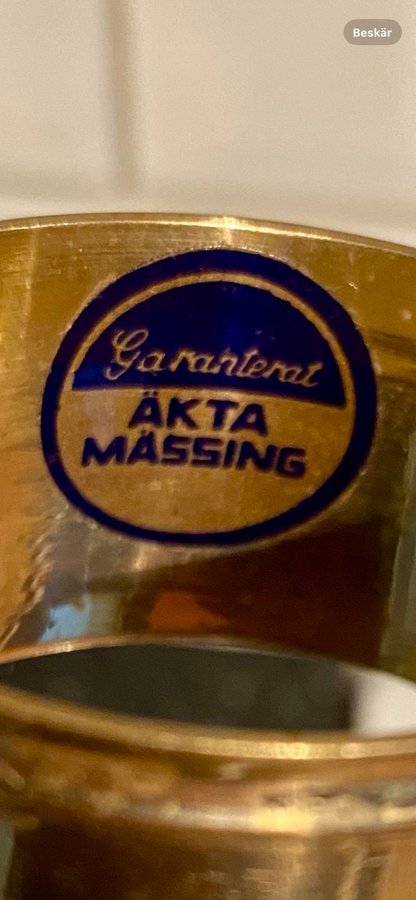 Beskär
Garanterat
ÄKTA
MÄSSING